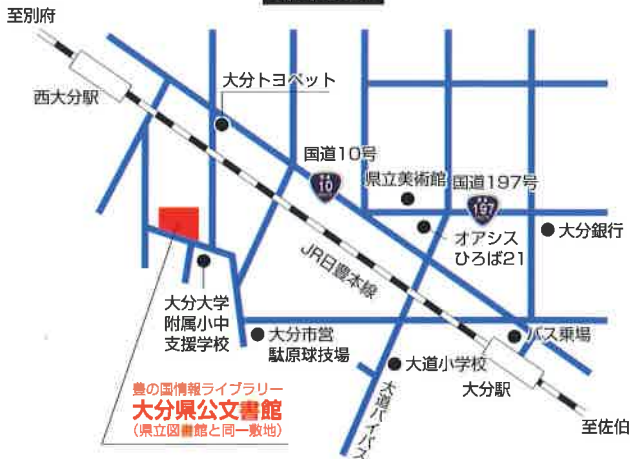 至別府
西大分駅
大分トヨペット
国道10号
10
県立美術館
国道197号
197
オアシス
ひろば21
大分銀行
JR日豊本線
大分大学
附属小中
支援学校
大分市営
駄原球技場
バス乗場
大道小学校
大分駅
大道バイパス
至佐伯
豊の国情報ライブラリー
大分県公文書館
(県立図書館と同一敷地)